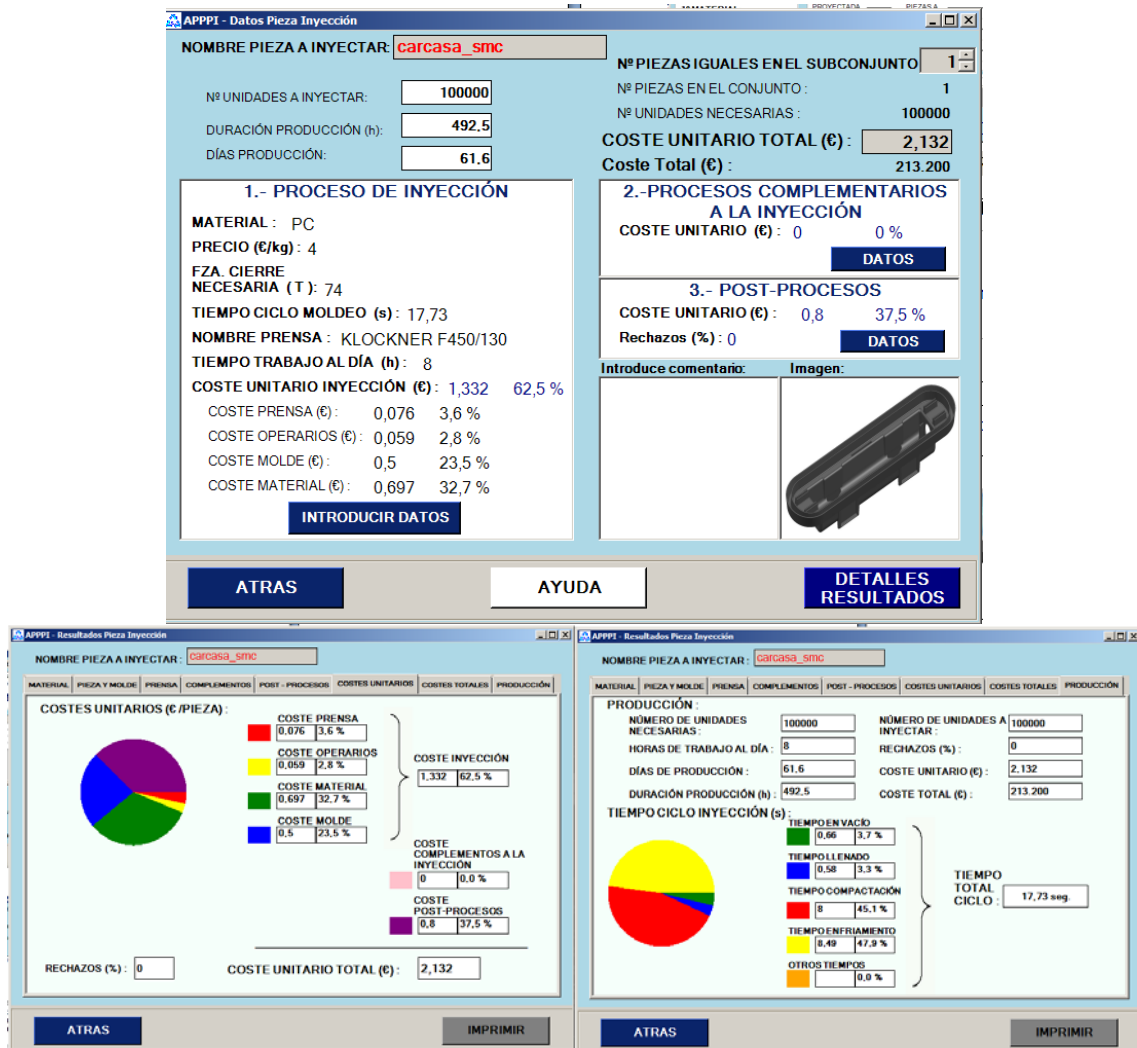 1º MATERIAL
PROYECTADA
PIEZAS A
APPPI - Datos Pieza Inyección
NOMBRE PIEZA A INYECTAR: carcasa_smc
Nº UNIDADES A INYECTAR: 100000
DURACIÓN PRODUCCIÓN (h): 492,5
DÍAS PRODUCCIÓN: 61,6
Nº PIEZAS IGUALES EN EL SUBCONJUNTO 1
Nº PIEZAS EN EL CONJUNTO : 1
Nº UNIDADES NECESARIAS : 100000
COSTE UNITARIO TOTAL (€) : 2,132
Coste Total (€) : 213.200
1.- PROCESO DE INYECCIÓN
MATERIAL : PC
PRECIO (€/kg) : 4
FZA. CIERRE
NECESARIA ( T ): 74
TIEMPO CICLO MOLDEO (s) : 17,73
NOMBRE PRENSA : KLOCKNER F450/130
TIEMPO TRABAJO AL DÍA (h) : 8
COSTE UNITARIO INYECCIÓN (€) : 1,332 62,5 %
COSTE PRENSA (€) : 0,076 3,6 %
COSTE OPERARIOS (€) : 0,059 2,8 %
COSTE MOLDE (€) : 0,5 23,5 %
COSTE MATERIAL (€) : 0,697 32,7 %
INTRODUCIR DATOS
2.-PROCESOS COMPLEMENTARIOS
A LA INYECCIÓN
COSTE UNITARIO (€) : 0 0 %
DATOS
3.- POST-PROCESOS
COSTE UNITARIO (€) : 0,8 37,5 %
Rechazos (%) : 0
DATOS
Introduce comentario: Imagen:
ATRAS AYUDA DETALLES
RESULTADOS
APPPI - Resultados Pieza Inyección
NOMBRE PIEZA A INYECTAR : carcasa_smc
MATERIAL PIEZA Y MOLDE PRENSA COMPLEMENTOS POST - PROCESOS COSTES UNITARIOS COSTES TOTALES PRODUCCIÓN
COSTES UNITARIOS (€ /PIEZA) :
COSTE PRENSA
0,076 3,6 %
COSTE OPERARIOS
0,059 2,8 %
COSTE MATERIAL
0,697 32,7 %
COSTE MOLDE
0,5 23,5 %
COSTE INYECCIÓN
1,332 62,5 %
COSTE
COMPLEMENTOS A LA
INYECCIÓN
0 0,0 %
COSTE
POST-PROCESOS
0,8 37,5 %
RECHAZOS (%) : 0 COSTE UNITARIO TOTAL (€) : 2,132
ATRAS IMPRIMIR
APPPI - Resultados Pieza Inyección
NOMBRE PIEZA A INYECTAR : carcasa_smc
MATERIAL PIEZA Y MOLDE PRENSA COMPLEMENTOS POST - PROCESOS COSTES UNITARIOS COSTES TOTALES PRODUCCIÓN
PRODUCCIÓN :
NÚMERO DE UNIDADES
NECESARIAS : 100000
NÚMERO DE UNIDADES A
INYECTAR : 100000
HORAS DE TRABAJO AL DÍA : 8 RECHAZOS (%) : 0
DÍAS DE PRODUCCIÓN : 61,6 COSTE UNITARIO (€) : 2,132
DURACIÓN PRODUCCIÓN (h) : 492,5 COSTE TOTAL (€) : 213.200
TIEMPO CICLO INYECCIÓN (s) :
TIEMPO EN VACÍO
0,66 3,7 %
TIEMPO LLENADO
0,58 3,3 %
TIEMPO COMPACTACIÓN
8 45,1 %
TIEMPO ENFRIAMIENTO
8,49 47,9 %
OTROS TIEMPOS
0,0 %
TIEMPO
TOTAL
CICLO : 17,73 seg.
ATRAS IMPRIMIR